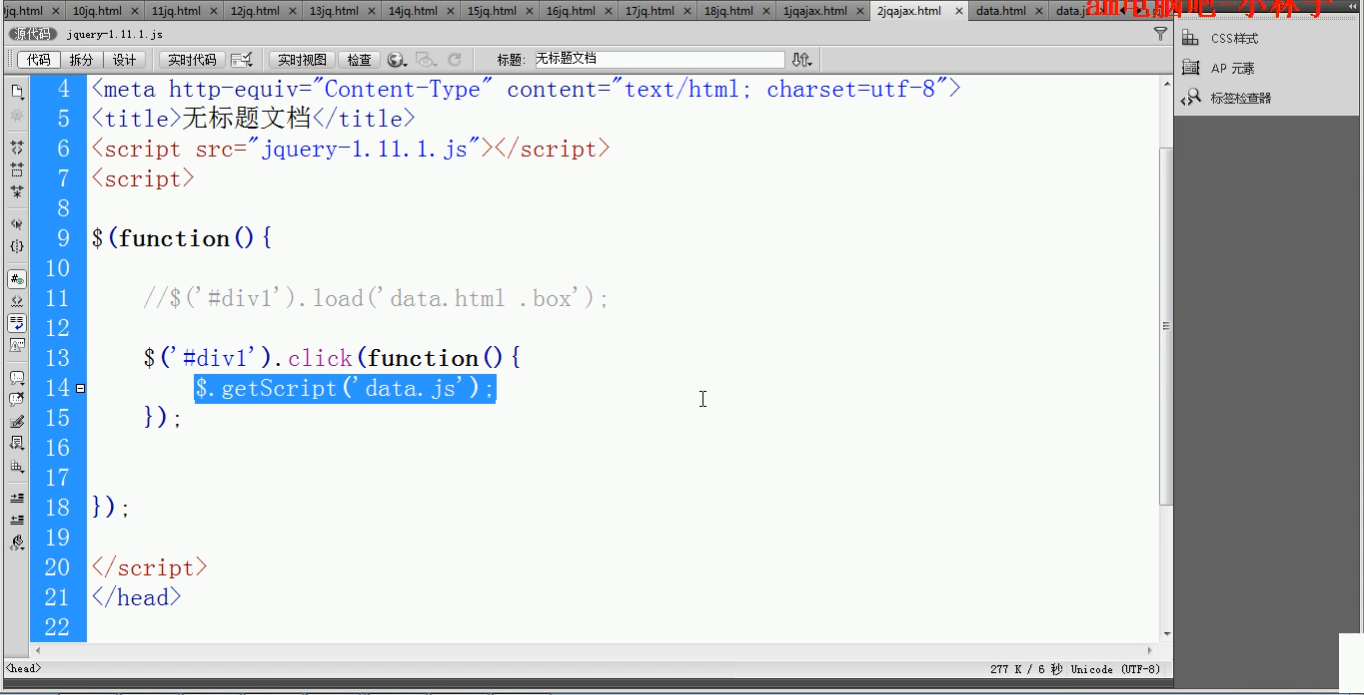 jq.html 10jq.html 11jq.html 12jq.html 13jq.html 14jq.html 15jq.html 16jq.html 17jq.html 18jq.html 1jqajax.html 2jqajax.html data.html
源代码 jquery-1.11.1.js
代码 拆分 设计 实时代码 实时视图 检查 标题: 无标题文档
CSS样式
AP 元素
标签检查器
4 <meta http-equiv="Content-Type" content="text/html; charset=utf-8">
5 <title>无标题文档</title>
6 <script src="jquery-1.11.1.js"></script>
7 <script>
8
9 $(function(){
10
11 //$('#div1').load('data.html .box');
12
13 $('#div1').click(function(){
14 $.getScript('data.js');
15 });
16
17
18 });
19
20 </script>
21 </head>
22
<head> 277 K / 6 秒 Unicode (UTF-8)